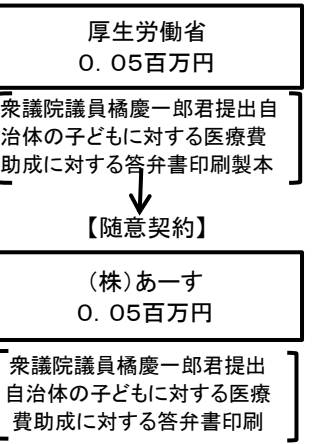 厚生労働省
０．０５百万円
衆議院議員橘慶一郎君提出自
治体の子どもに対する医療費
助成に対する答弁書印刷製本
【随意契約】
（株）あーす
０．０５百万円
衆議院議員橘慶一郎君提出
自治体の子どもに対する医療
費助成に対する答弁書印刷